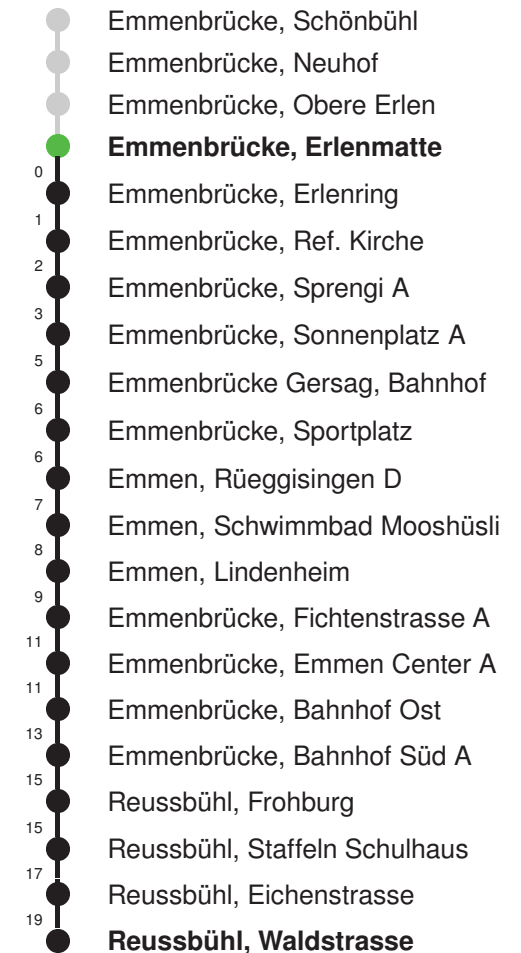 Emmenbrücke, Schönbühl
Emmenbrücke, Neuhof
Emmenbrücke, Obere Erlen
Emmenbrücke, Erlenmatte
0
Emmenbrücke, Erlenring
1
Emmenbrücke, Ref. Kirche
2
Emmenbrücke, Sprengi A
3
Emmenbrücke, Sonnenplatz A
5
Emmenbrücke Gersag, Bahnhof
6
Emmenbrücke, Sportplatz
6
Emmen, Rüeggisingen D
7
Emmen, Schwimmbad Mooshüsli
8
Emmen, Lindenheim
9
Emmenbrücke, Fichtenstrasse A
11
Emmenbrücke, Emmen Center A
11
Emmenbrücke, Bahnhof Ost
13
Emmenbrücke, Bahnhof Süd A
15
Reussbühl, Frohburg
15
Reussbühl, Staffeln Schulhaus
17
Reussbühl, Eichenstrasse
19
Reussbühl, Waldstrasse